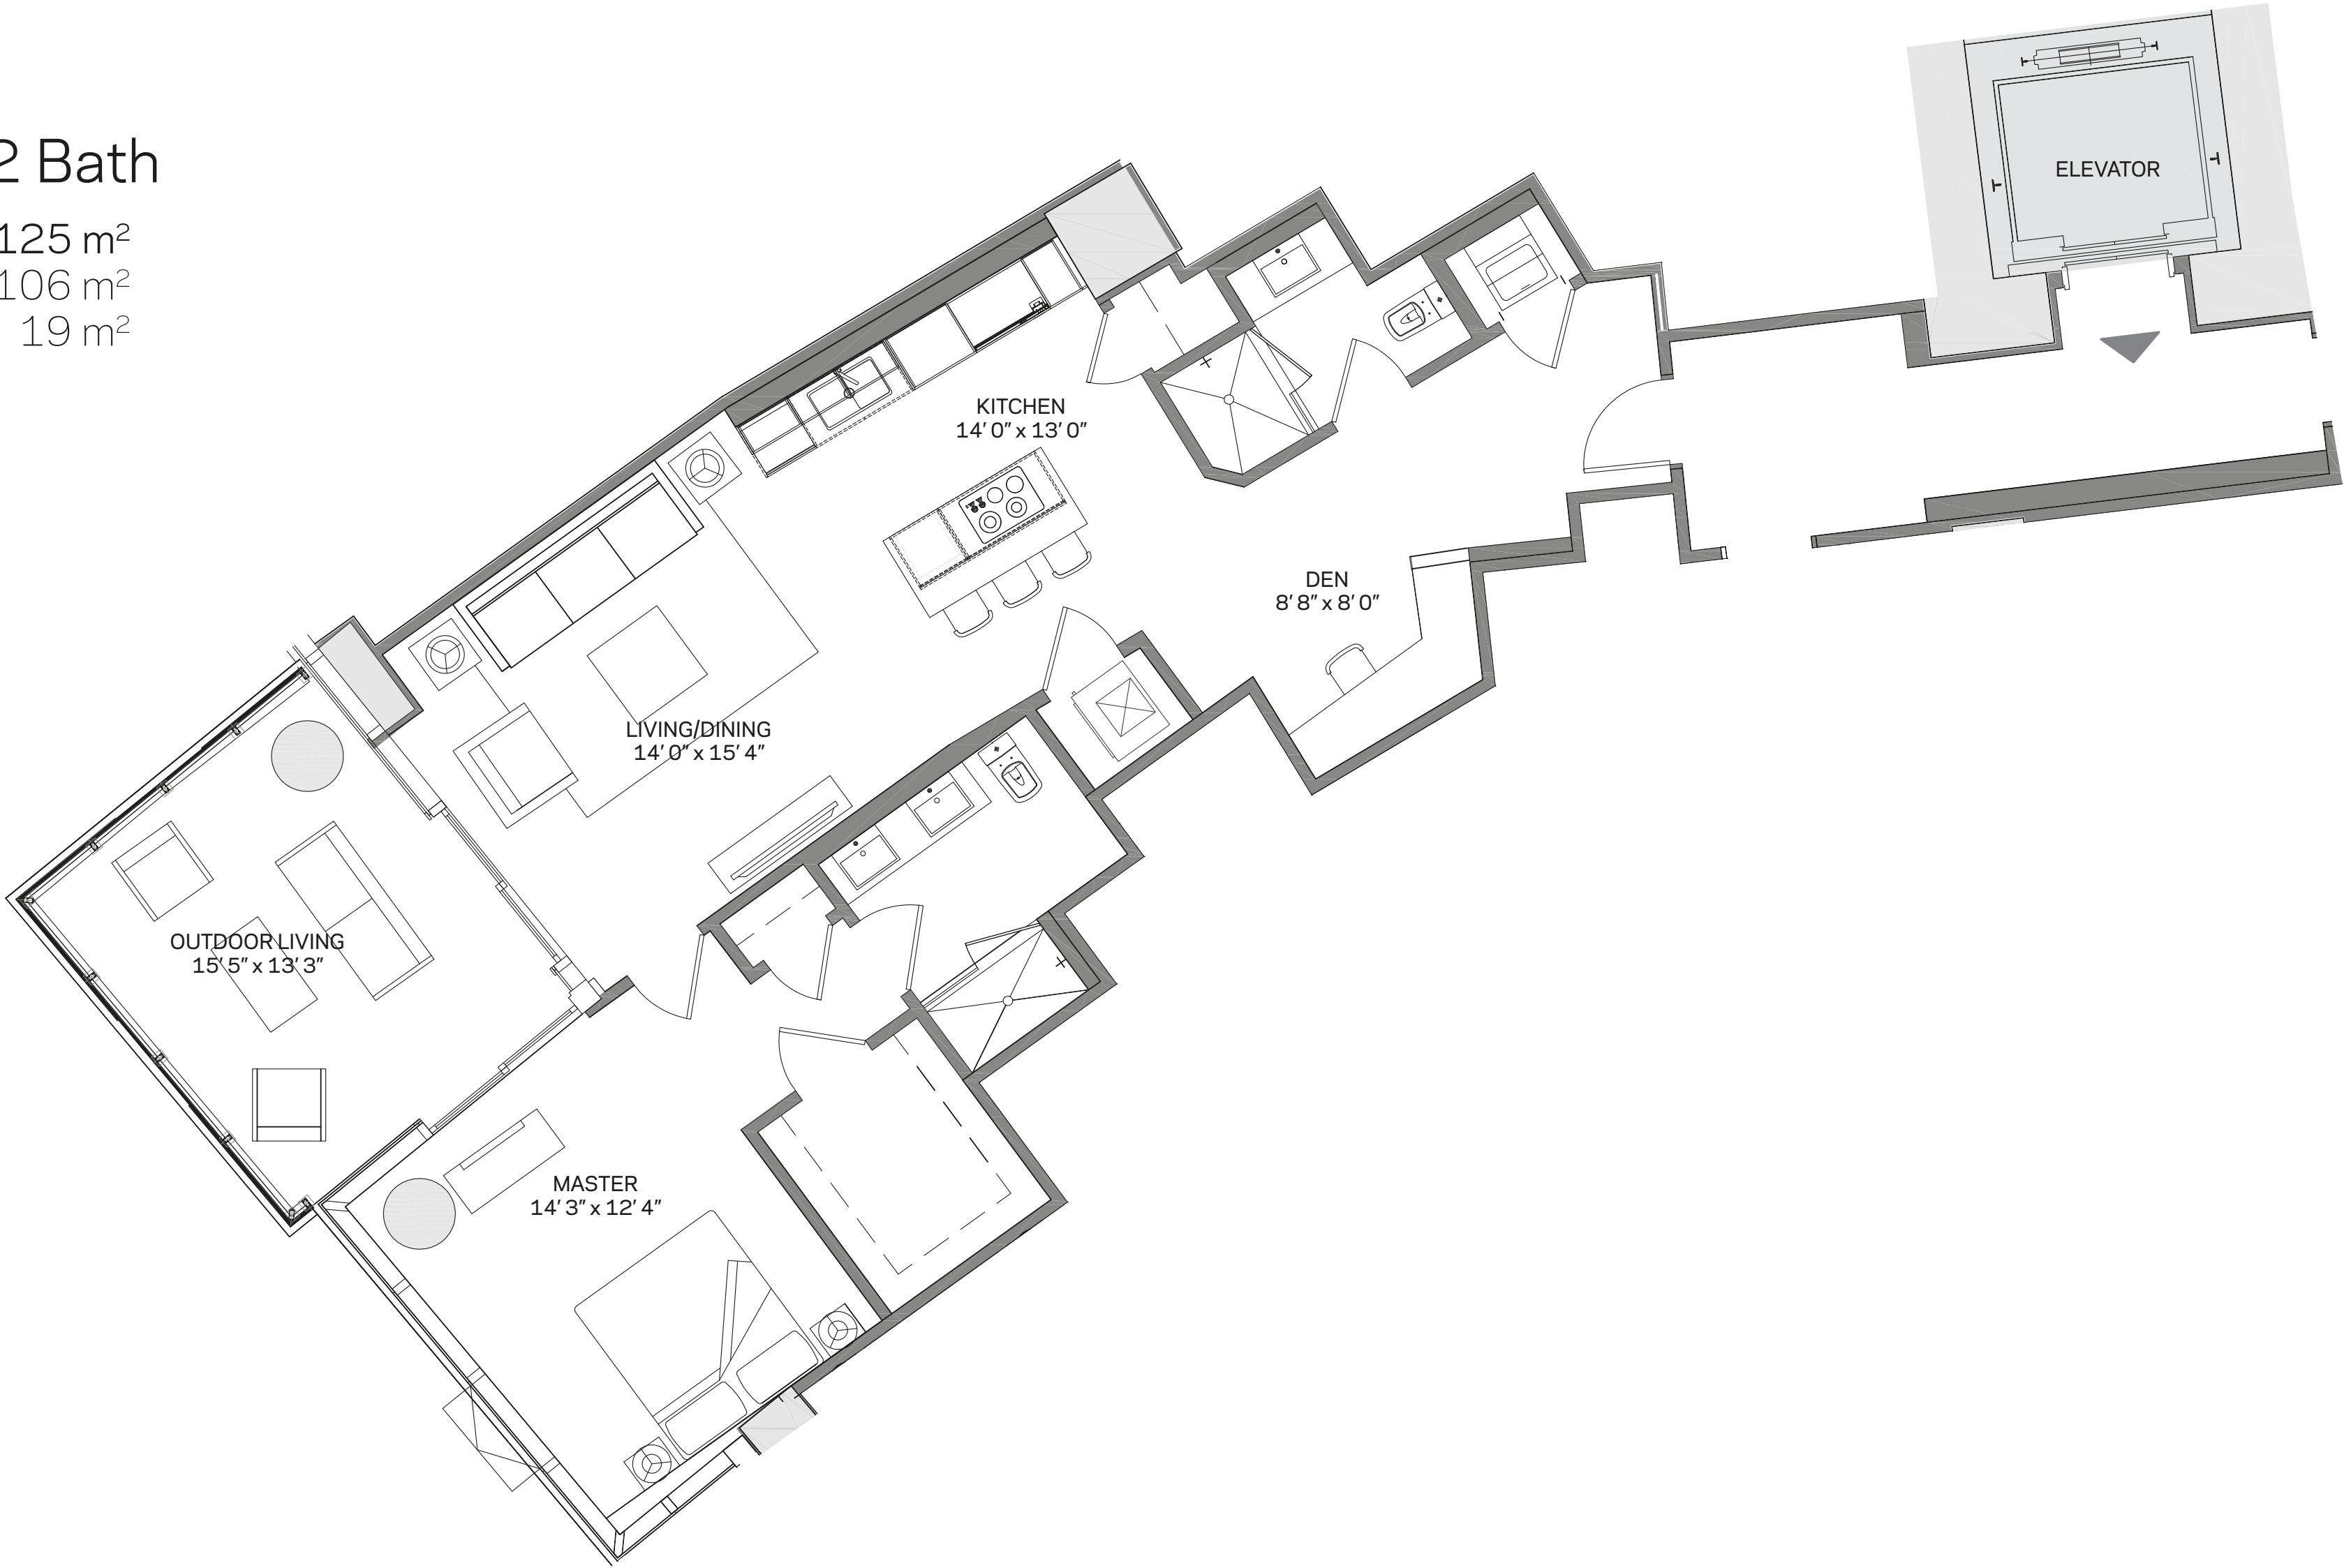 2 Bath
125 m²
106 m²
19 m²
ELEVATOR
KITCHEN
14′ 0″ x 13′ 0″
DEN
8′ 8″ x 8′ 0″
LIVING/DINING
14′ 0″ x 15′ 4″
OUTDOOR LIVING
15′ 5″ x 13′ 3″
MASTER
14′ 3″ x 12′ 4″